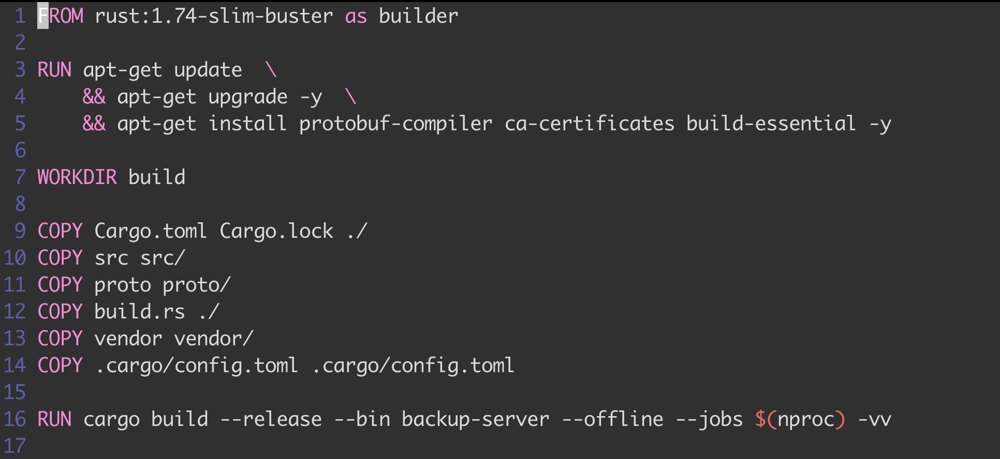 1 FROM rust:1.74-slim-buster as builder
2
3 RUN apt-get update  \
4     && apt-get upgrade -y  \
5     && apt-get install protobuf-compiler ca-certificates build-essential -y
6
7 WORKDIR build
8
9 COPY Cargo.toml Cargo.lock ./
10 COPY src src/
11 COPY proto proto/
12 COPY build.rs ./
13 COPY vendor vendor/
14 COPY .cargo/config.toml .cargo/config.toml
15
16 RUN cargo build --release --bin backup-server --offline --jobs $(nproc) -vv
17